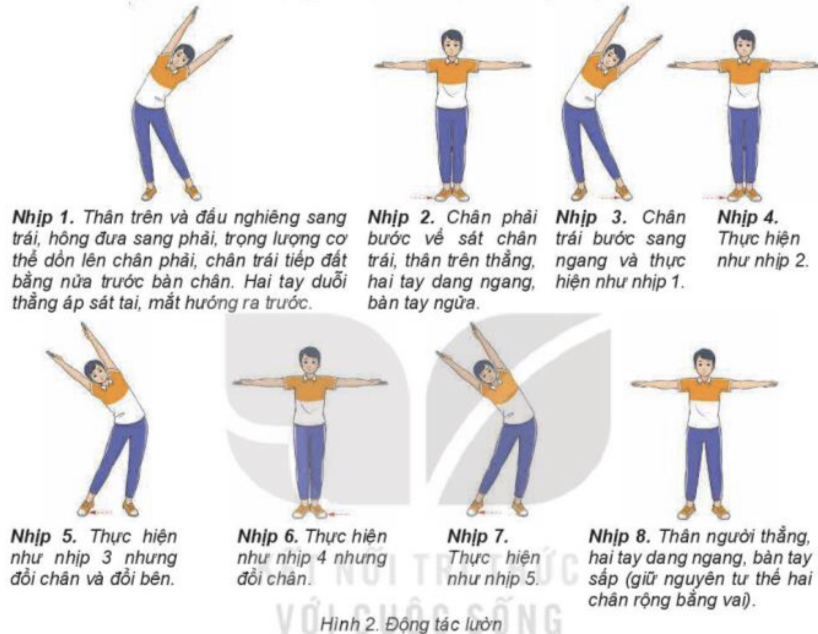 Nhịp 1. Thân trên và đầu nghiêng sang
trái, hông đưa sang phải, trọng lượng cơ
thể dồn lên chân phải, chân trái tiếp đất
bằng nửa trước bàn chân. Hai tay duỗi
thẳng áp sát tai, mắt hướng ra trước.
Nhịp 2. Chân phải
bước về sát chân
trái, thân trên thẳng,
hai tay dang ngang,
bàn tay ngửa.
Nhịp 3. Chân
trái bước sang
ngang và thực
hiện như nhịp 1.
Nhịp 4.
Thực hiện
như nhịp 2.
Nhịp 5. Thực hiện
như nhịp 3 nhưng
đổi chân và đổi bên.
Nhịp 6. Thực hiện
như nhịp 4 nhưng
đổi chân.
Nhịp 7.
Thực hiện
như nhịp 5.
Nhịp 8. Thân người thẳng,
hai tay dang ngang, bàn tay
sấp (giữ nguyên tư thế hai
chân rộng bằng vai).
KẾT NỐI TRI THỨC
VỚI CUỘC SỐNG
Hình 2. Động tác lườn